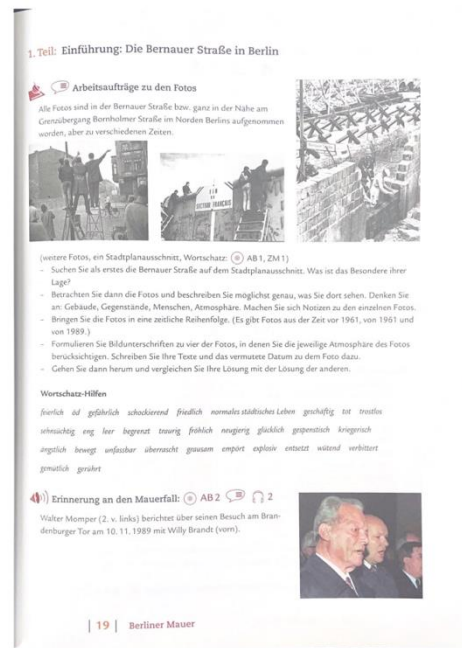 1. Teil: Einführung: Die Bernauer Straße in Berlin
Arbeitsaufträge zu den Fotos
Alle Fotos sind in der Bernauer Straße bzw. ganz in der Nähe am
Grenzübergang Bornholmer Straße im Norden Berlins aufgenommen
worden, aber zu verschiedenen Zeiten.
SECTEUR FRANÇAIS
(weitere Fotos, ein Stadtplanausschnitt, Wortschatz: AB 1, ZM 1)
- Suchen Sie als erstes die Bernauer Straße auf dem Stadtplanausschnitt. Was ist das Besondere ihrer
Lage?
- Betrachten Sie dann die Fotos und beschreiben Sie möglichst genau, was Sie dort sehen. Denken Sie
an: Gebäude, Gegenstände, Menschen, Atmosphäre. Machen Sie sich Notizen zu den einzelnen Fotos.
- Bringen Sie die Fotos in eine zeitliche Reihenfolge. (Es gibt Fotos aus der Zeit vor 1961, von 1961 und
von 1989.)
- Formulieren Sie Bildunterschriften zu vier der Fotos, in denen Sie die jeweilige Atmosphäre des Fotos
berücksichtigen. Schreiben Sie Ihre Texte und das vermutete Datum zu dem Foto dazu.
- Gehen Sie dann herum und vergleichen Sie Ihre Lösung mit der Lösung der anderen.
Wortschatz-Hilfen
feierlich öd gefährlich schockierend friedlich normales städtisches Leben geschäftig tot trostlos
sehnsüchtig eng leer begrenzt traurig fröhlich neugierig glücklich gespenstisch kriegerisch
ängstlich bewegt unfassbar überrascht grausam empört explosiv entsetzt wütend verbittert
gemütlich gerührt
Erinnerung an den Mauerfall: AB 2 2
Walter Momper (2. v. links) berichtet über seinen Besuch am Bran-
denburger Tor am 10. 11. 1989 mit Willy Brandt (vorn).
| 19 | Berliner Mauer